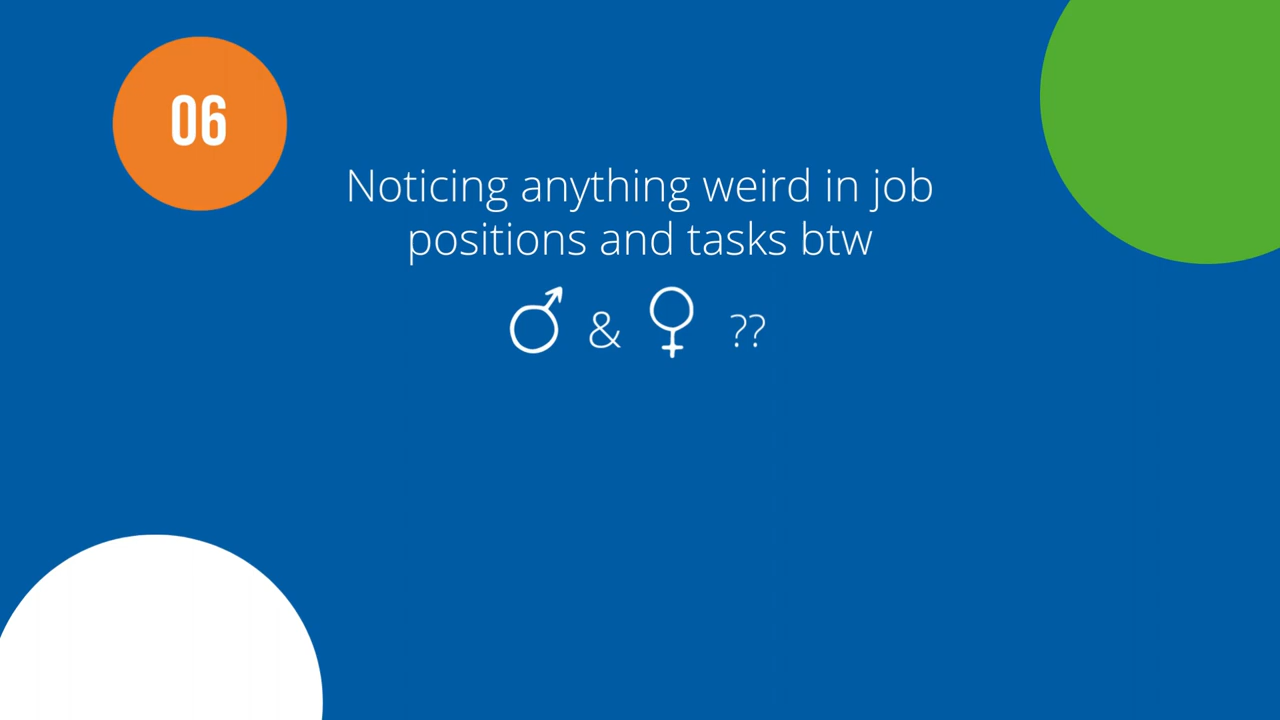 06
Noticing anything weird in job
positions and tasks btw
♂ & ♀ ??